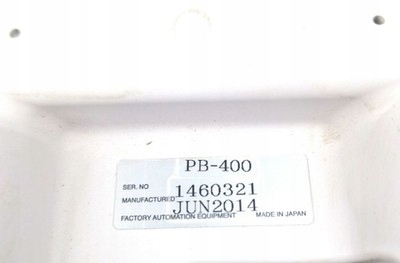 PB-400
SER. NO 1460321
MANUFACTURED JUN2014
FACTORY AUTOMATION EQUIPMENT MADE IN JAPAN